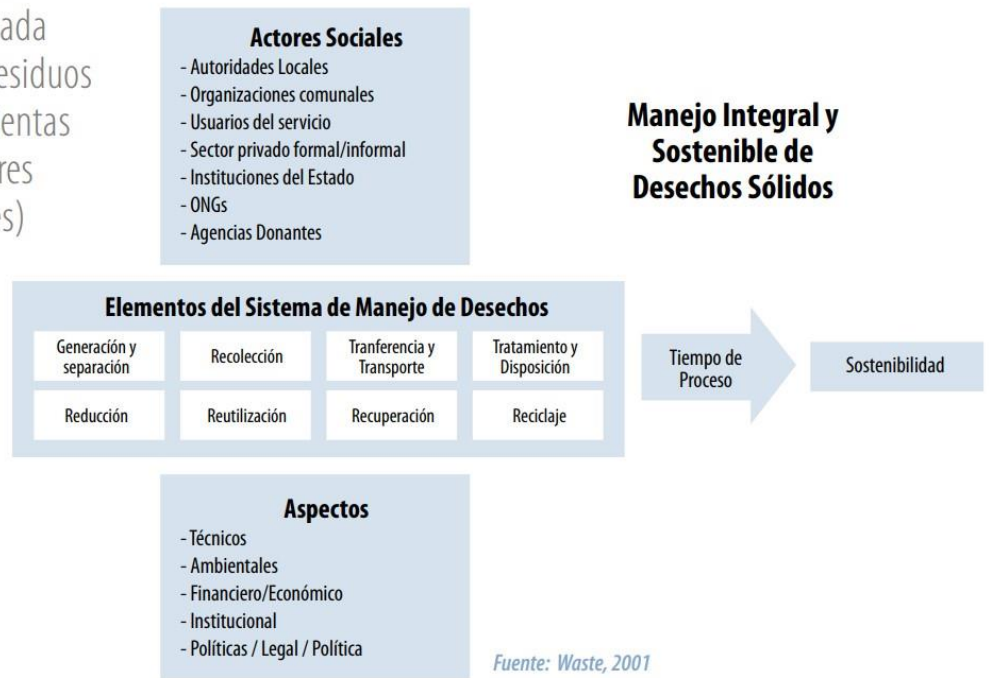 ada
esiduos
entas
res
es)
Actores Sociales
- Autoridades Locales
- Organizaciones comunales
- Usuarios del servicio
- Sector privado formal/informal
- Instituciones del Estado
- ONGs
- Agencias Donantes
Manejo Integral y
Sostenible de
Desechos Sólidos
Elementos del Sistema de Manejo de Desechos
Generación y
separación
Recolección
Tranferencia y
Transporte
Tratamiento y
Disposición
Reducción
Reutilización
Recuperación
Reciclaje
Tiempo de
Proceso
Sostenibilidad
Aspectos
- Técnicos
- Ambientales
- Financiero/Económico
- Institucional
- Políticas / Legal / Política
Fuente: Waste, 2001